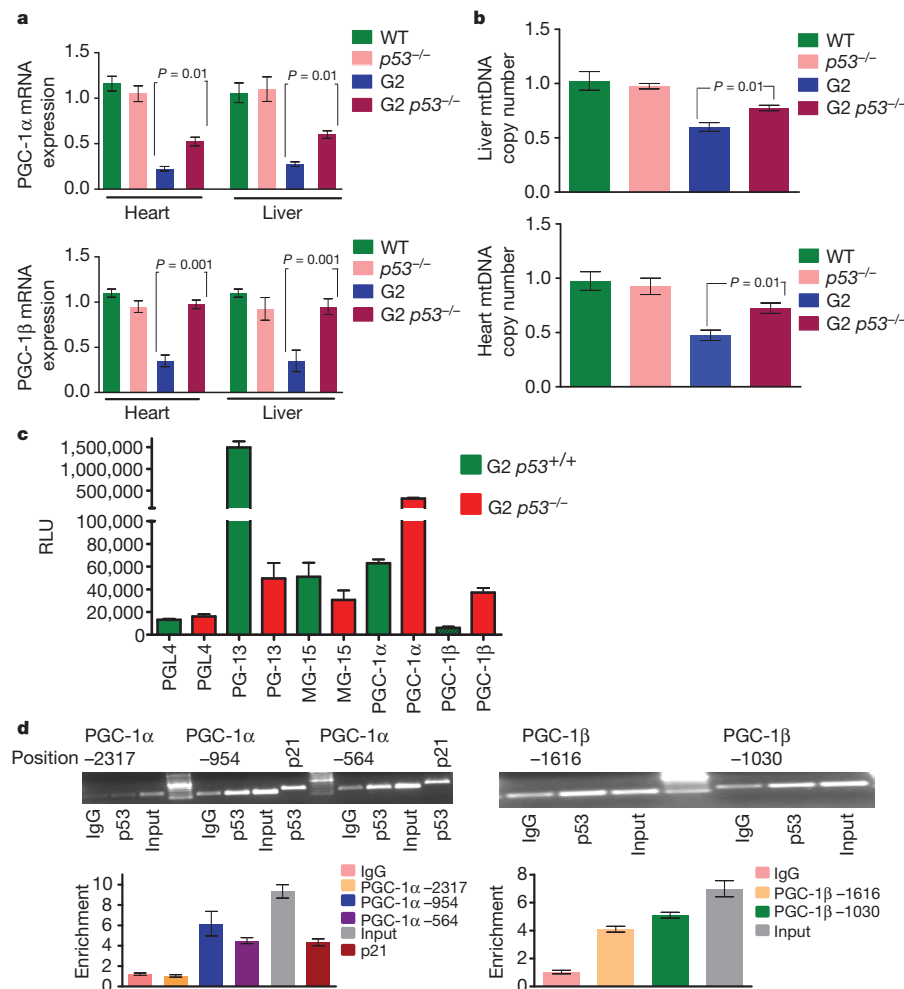 a
PGC-1α mRNA
expression
1.5
1.0
0.5
0.0
P = 0.01
P = 0.01
Heart
Liver
WT
p53–/–
G2
G2 p53–/–
PGC-1β mRNA
expression
1.5
1.0
0.5
0.0
P = 0.001
P = 0.001
Heart
Liver
WT
p53–/–
G2
G2 p53–/–
b
Liver mtDNA
copy number
1.5
1.0
0.5
0.0
P = 0.01
WT
p53–/–
G2
G2 p53–/–
Heart mtDNA
copy number
1.5
1.0
0.5
0.0
P = 0.01
WT
p53–/–
G2
G2 p53–/–
c
RLU
1,500,000
1,000,000
500,000
100,000
80,000
60,000
40,000
20,000
0
PGL4
PGL4
PG-13
PG-13
MG-15
MG-15
PGC-1α
PGC-1α
PGC-1β
PGC-1β
G2 p53+/+
G2 p53–/–
d
PGC-1α PGC-1α PGC-1α p21
Position –2317 –954 p21 –564
IgG p53 Input IgG p53 Input p53 IgG p53 Input p53
Enrichment
10
8
6
4
2
0
IgG
PGC-1α –2317
PGC-1α –954
PGC-1α –564
Input
p21
PGC-1β PGC-1β
–1616 –1030
IgG p53 Input IgG p53 Input
Enrichment
8
6
4
2
0
IgG
PGC-1β –1616
PGC-1β –1030
Input